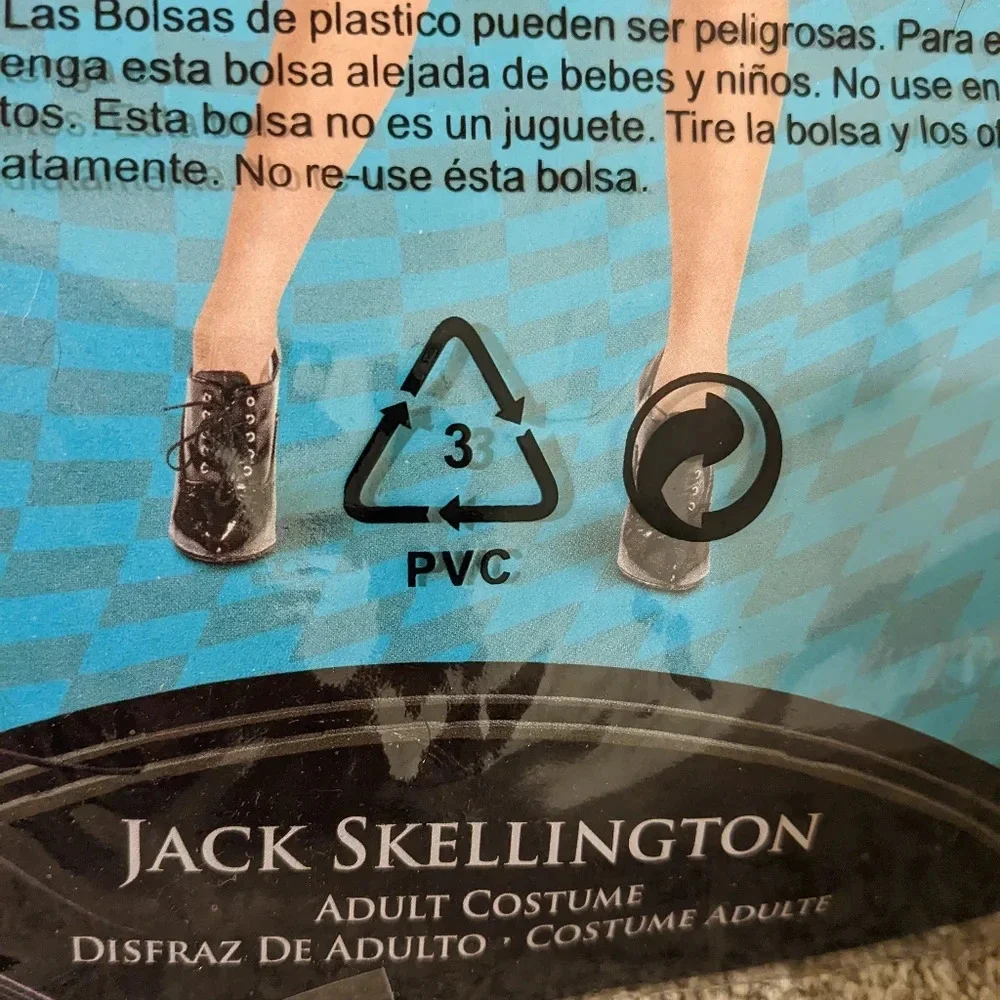 Las Bolsas de plastico pueden ser peligrosas. Para e
enga esta bolsa alejada de bebes y niños. No use en
tos. Esta bolsa no es un juguete. Tire la bolsa y los
atamente. No re-use ésta bolsa.
3
PVC
JACK SKELLINGTON
ADULT COSTUME
DISFRAZ DE ADULTO · COSTUME ADULTE